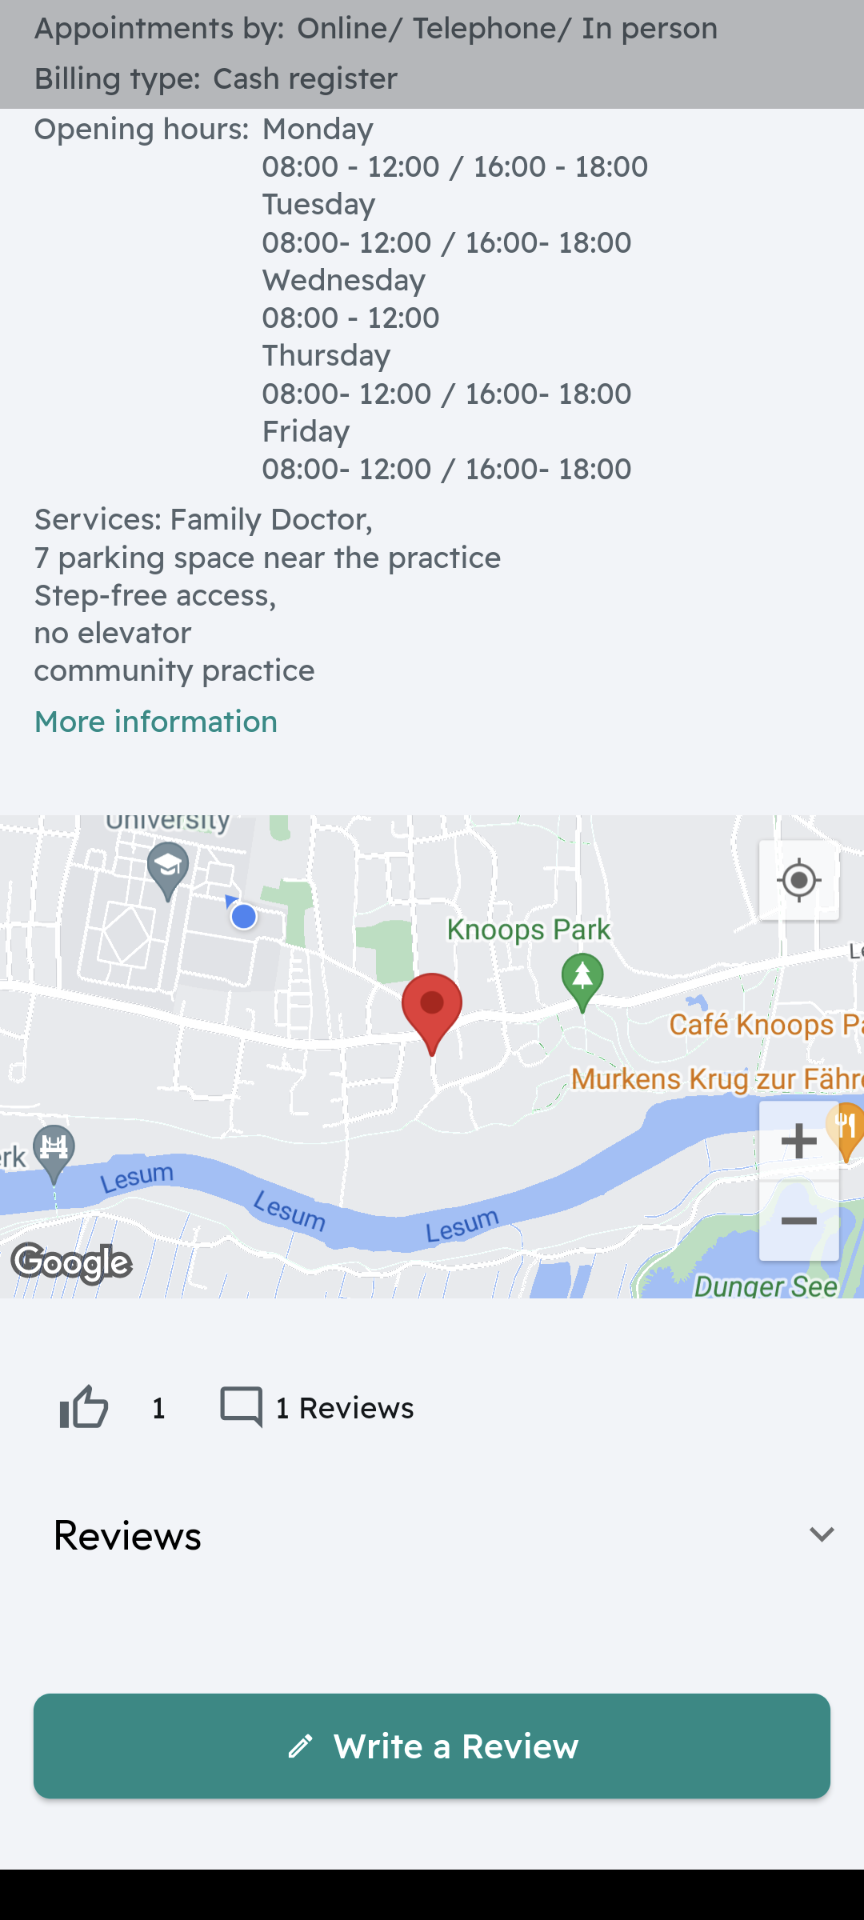 Appointments by: Online/ Telephone/ In person
Billing type: Cash register
Opening hours: Monday
08:00 - 12:00 / 16:00 - 18:00
Tuesday
08:00- 12:00 / 16:00- 18:00
Wednesday
08:00 - 12:00
Thursday
08:00- 12:00 / 16:00- 18:00
Friday
08:00- 12:00 / 16:00- 18:00
Services: Family Doctor,
7 parking space near the practice
Step-free access,
no elevator
community practice
More information
University
Knoops Park
Le
Café Knoops Pa
Murkens Krug zur Fähre
erk
Lesum
Lesum
Lesum
Google
Dunger See
1
1 Reviews
Reviews
Write a Review